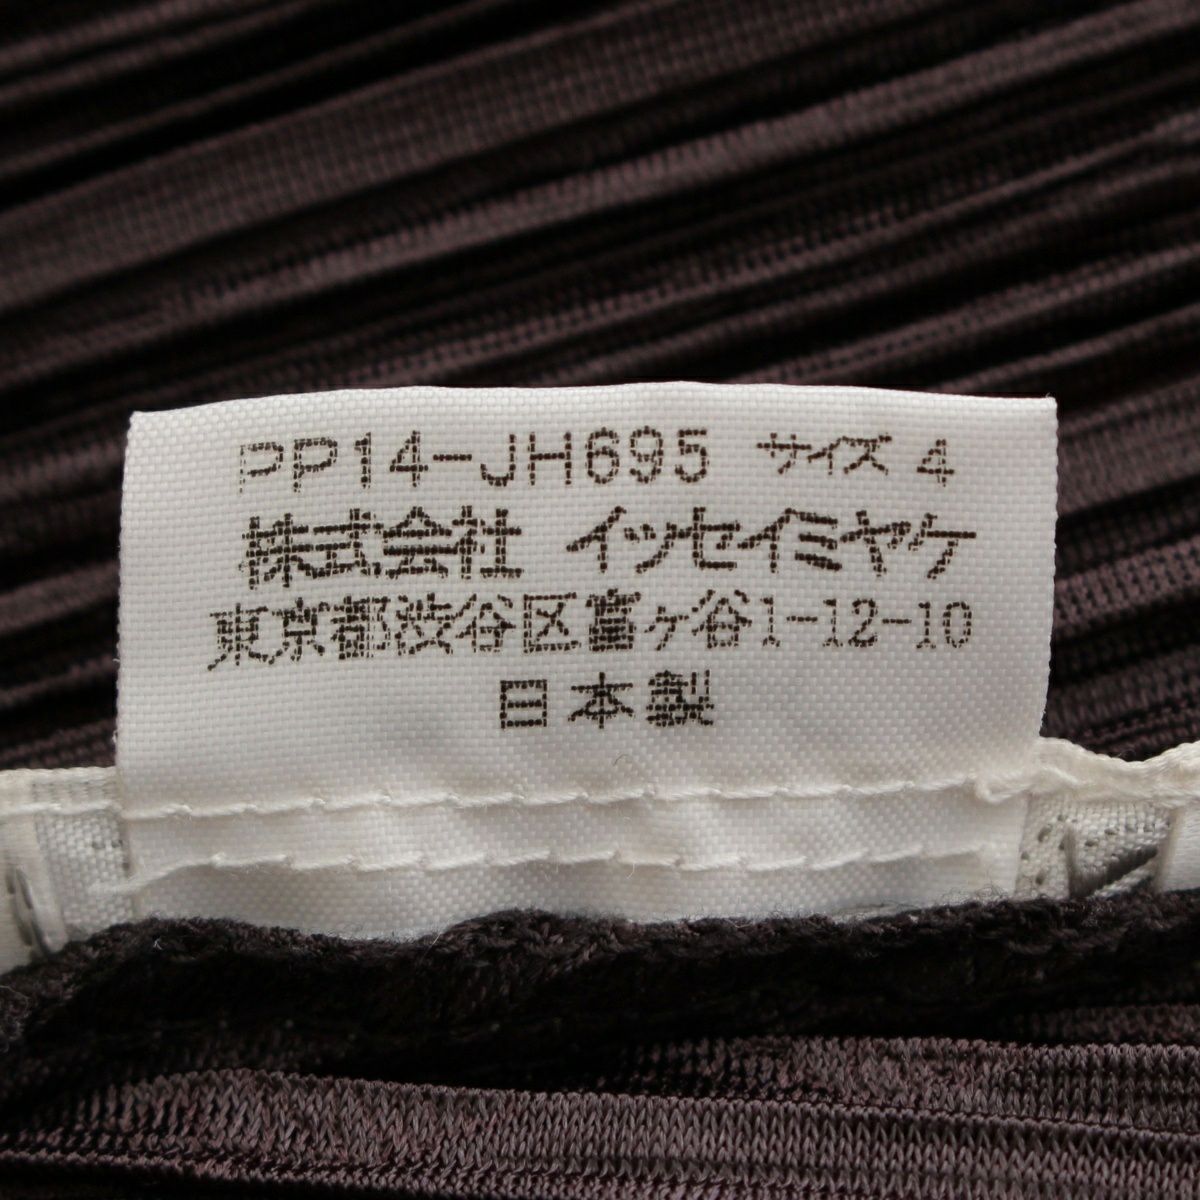 PP14-JH695 サイズ 4
株式会社 イッセイミヤケ
東京都渋谷区富ヶ谷1-12-10
日本製